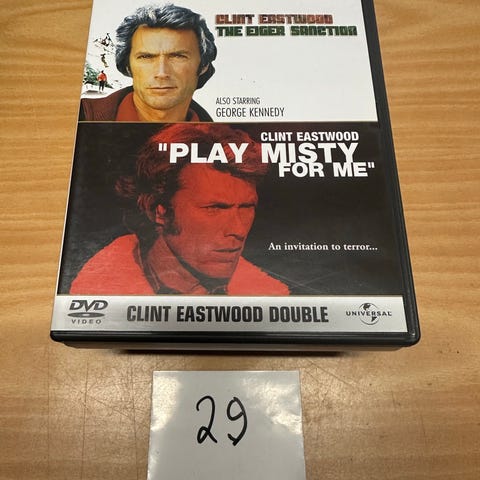 CLINT EASTWOOD
THE EIGER SANCTION
ALSO STARRING
GEORGE KENNEDY
CLINT EASTWOOD
"PLAY MISTY
FOR ME"
An invitation to terror...
DVD
VIDEO
CLINT EASTWOOD DOUBLE
UNIVERSAL
29